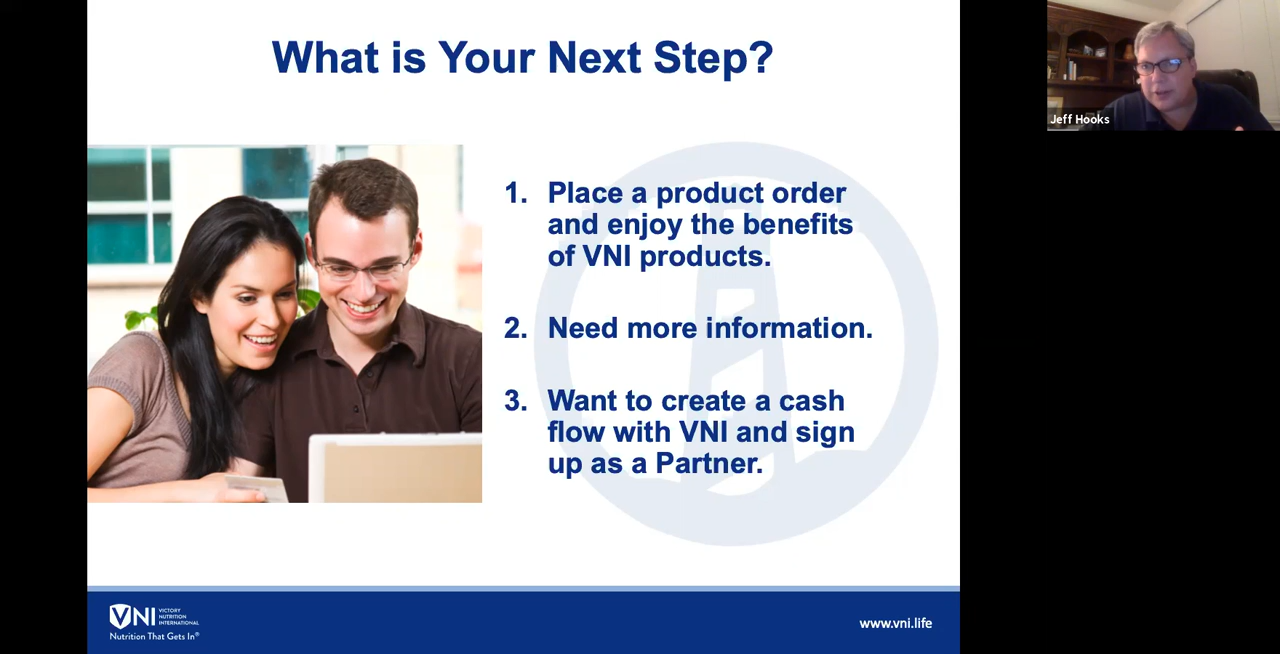 What is Your Next Step?
Jeff Hooks
1. Place a product order
and enjoy the benefits
of VNI products.
2. Need more information.
3. Want to create a cash
flow with VNI and sign
up as a Partner.
VNI
VICTORY
NUTRITION
INTERNATIONAL
Nutrition That Gets In®
www.vni.life